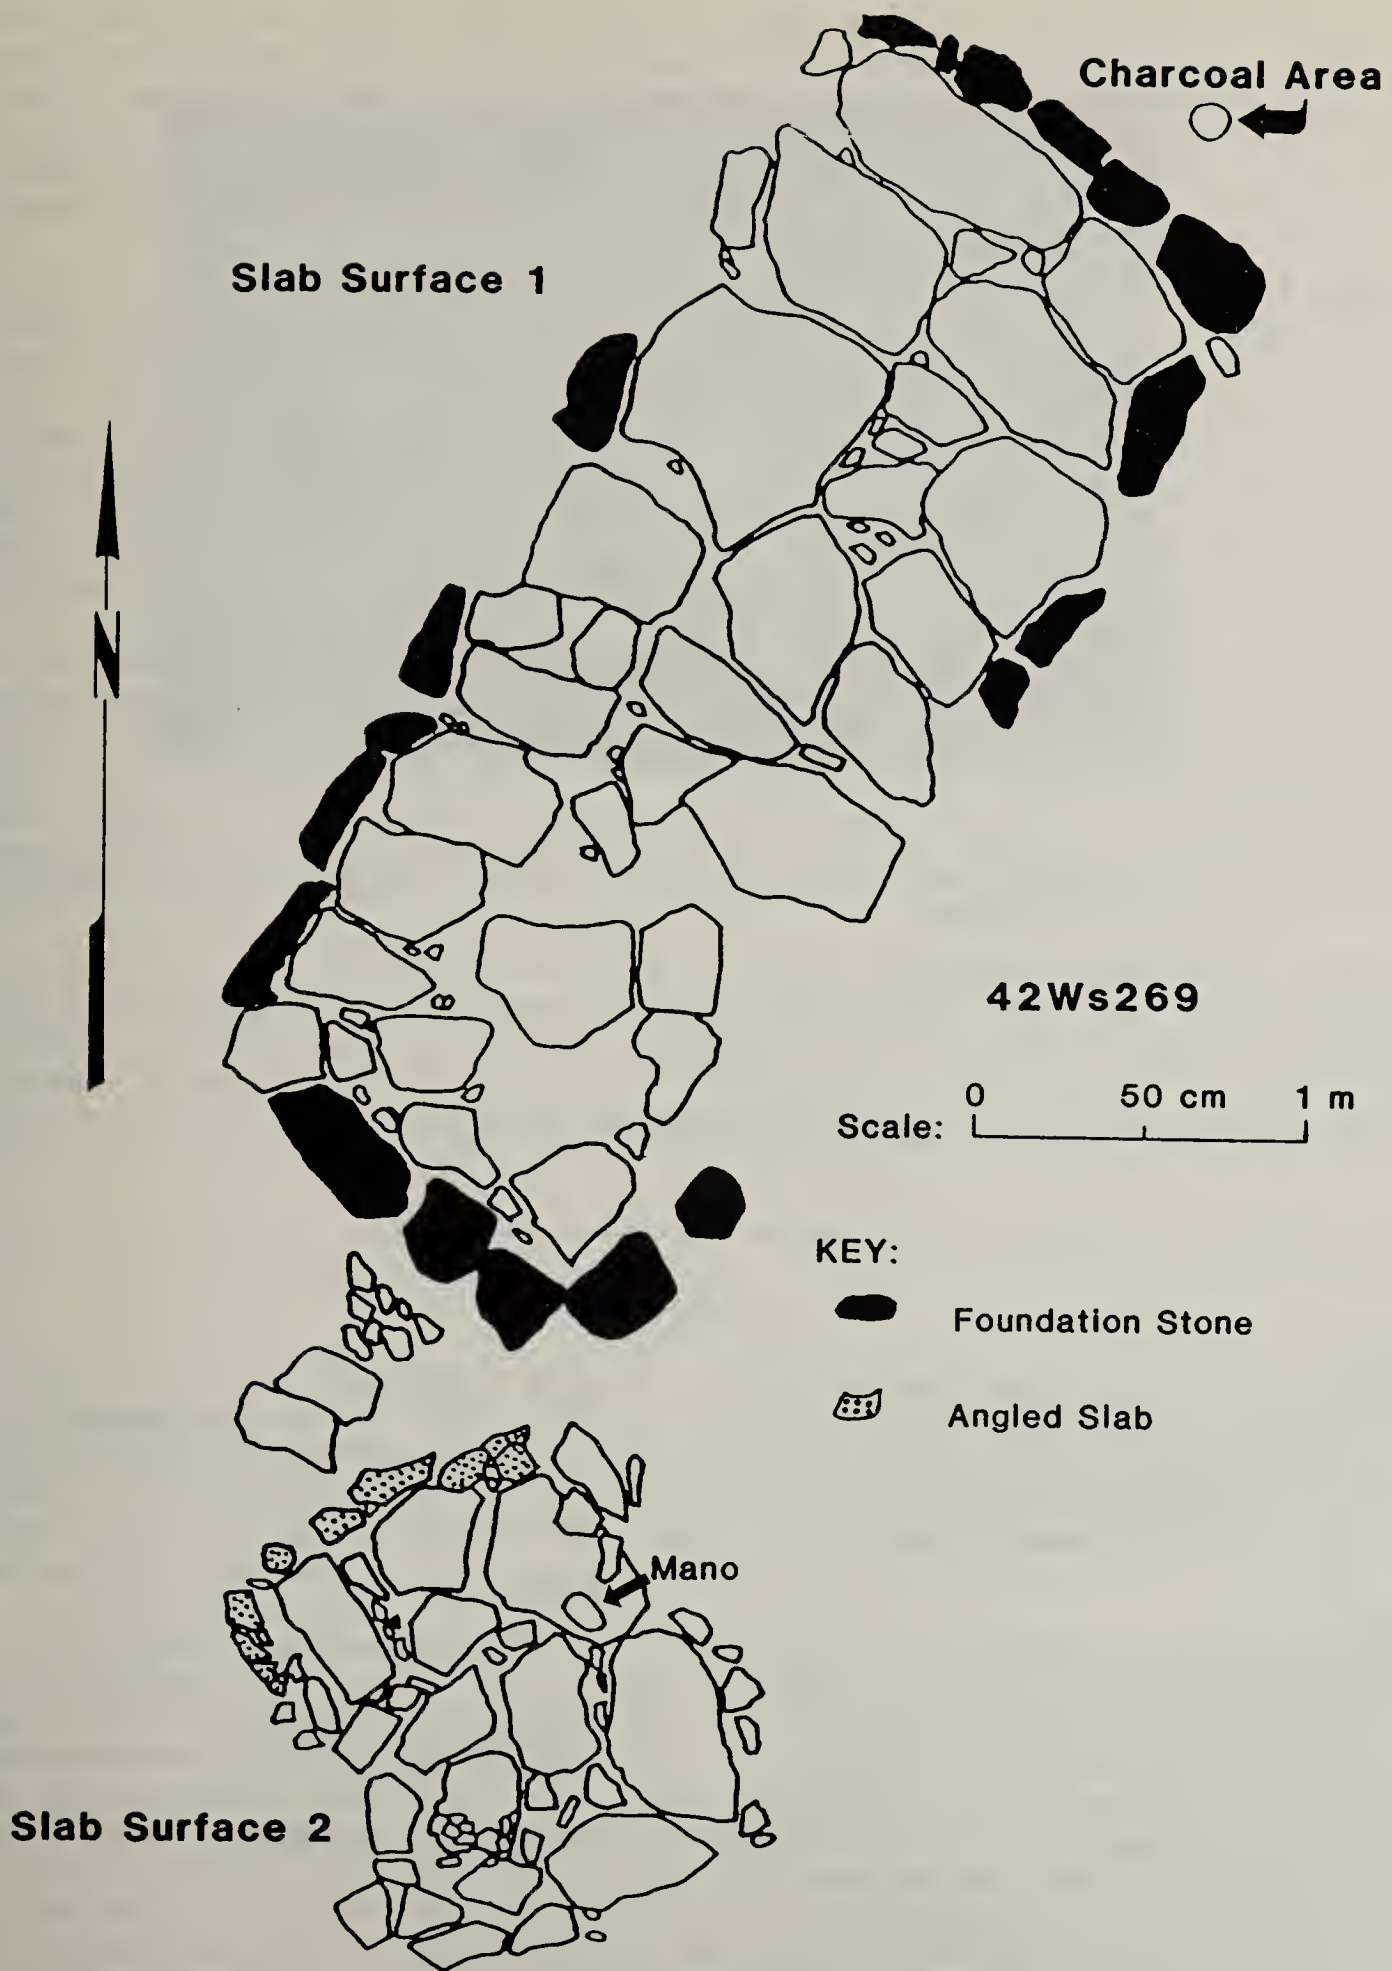 Charcoal Area
Slab Surface 1
N
42Ws269
0 50 cm 1 m
Scale:
KEY:
Foundation Stone
Angled Slab
Mano
Slab Surface 2